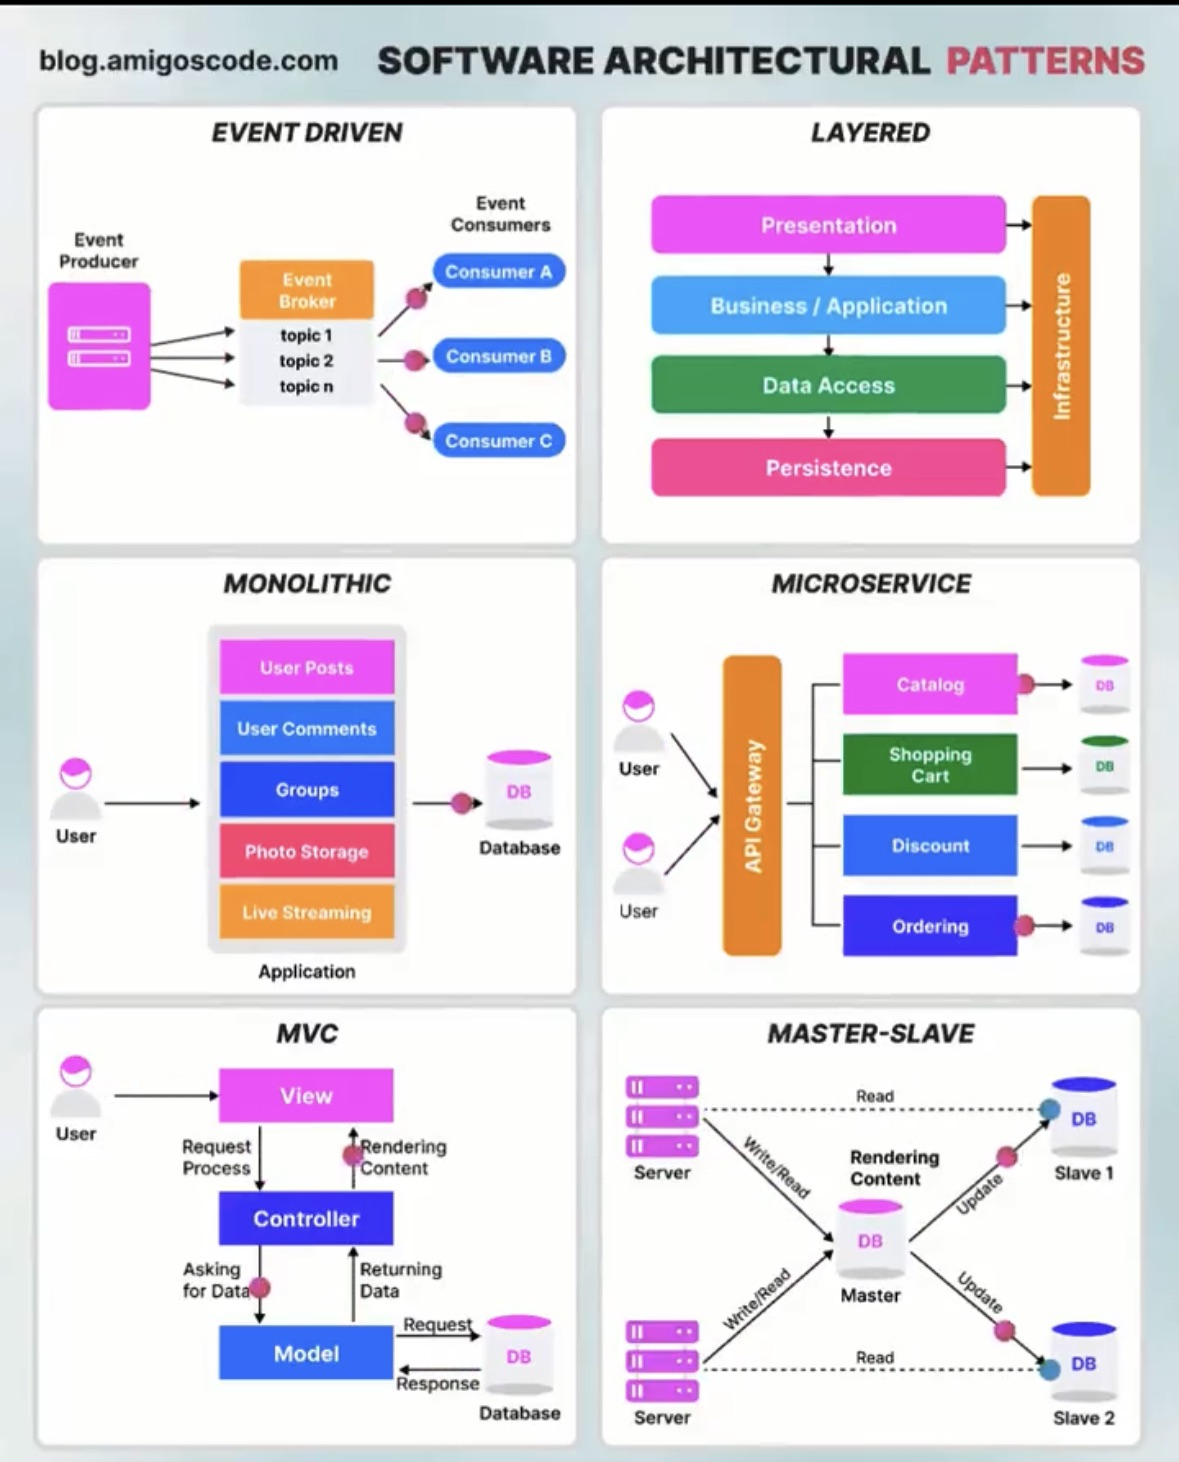 blog.amigoscode.com
SOFTWARE ARCHITECTURAL PATTERNS
EVENT DRIVEN
Event
Producer
Event
Broker
topic 1
topic 2
topic n
Event
Consumers
Consumer A
Consumer B
Consumer C
LAYERED
Presentation
Business / Application
Data Access
Persistence
Infrastructure
MONOLITHIC
User
User Posts
User Comments
Groups
Photo Storage
Live Streaming
Application
DB
Database
MICROSERVICE
User
User
API Gateway
Catalog
DB
Shopping
Cart
DB
Discount
DB
Ordering
DB
MVC
User
View
Request
Process
Rendering
Content
Controller
Asking
for Data
Returning
Data
Model
Request
Response
DB
Database
MASTER-SLAVE
Server
Read
Write/Read
Rendering
Content
DB
Master
Update
DB
Slave 1
Write/Read
Update
Server
Read
DB
Slave 2